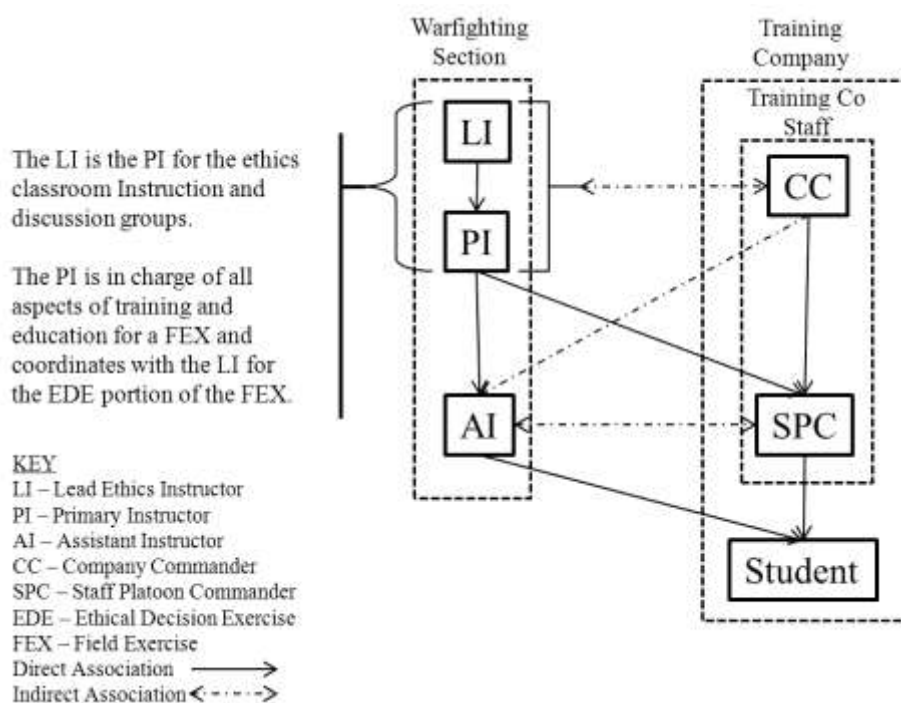 Warfighting
Section
Training
Company
Training Co
Staff
LI
CC
The LI is the PI for the ethics
classroom Instruction and
discussion groups.
PI
The PI is in charge of all
aspects of training and
education for a FEX and
coordinates with the LI for
the EDE portion of the FEX.
AI
SPC
Student
KEY
LI – Lead Ethics Instructor
PI – Primary Instructor
AI – Assistant Instructor
CC – Company Commander
SPC – Staff Platoon Commander
EDE – Ethical Decision Exercise
FEX – Field Exercise
Direct Association
Indirect Association